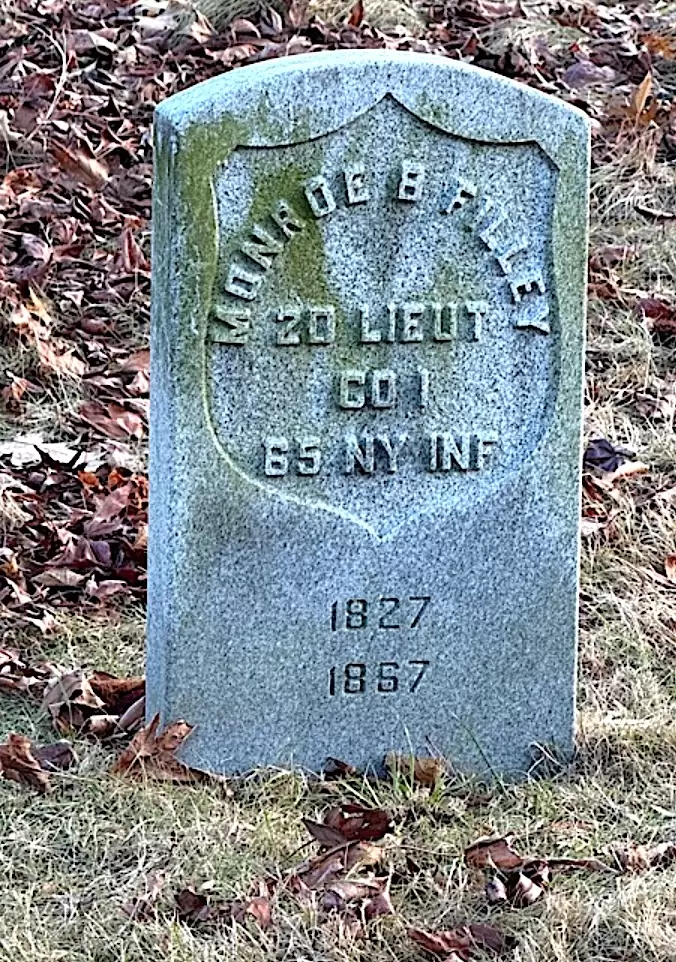 MONROE B FILLEY
2D LIEUT
CO I
65 NY INF
1827
1867